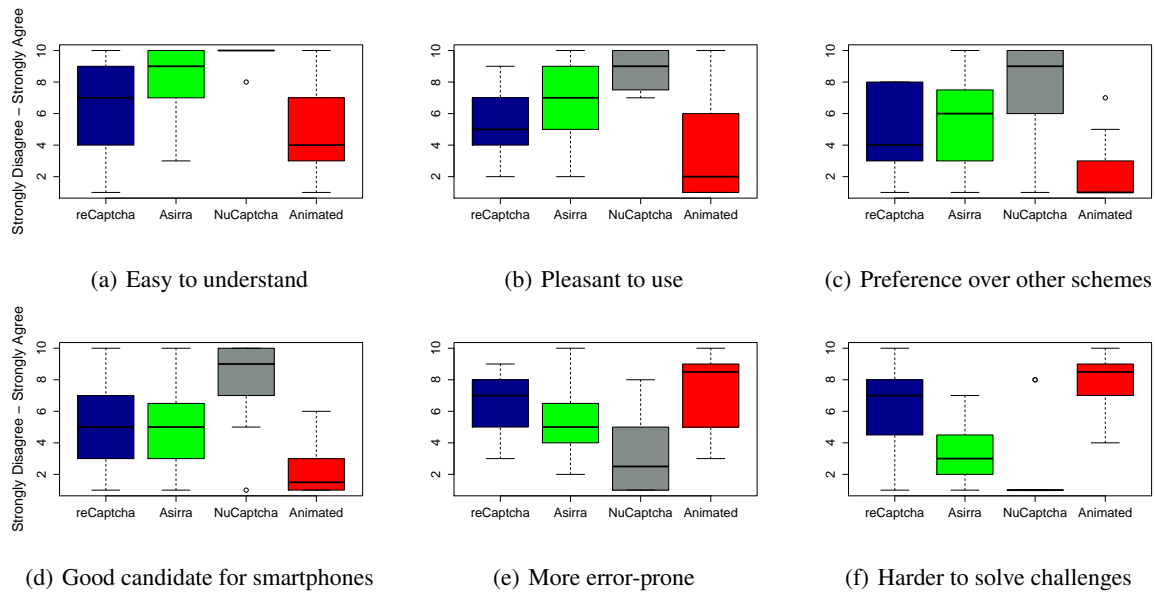 Strongly Disagree − Strongly Agree
10
8
6
4
2
reCaptcha Asirra NuCaptcha Animated
(a) Easy to understand
10
8
6
4
2
reCaptcha Asirra NuCaptcha Animated
(b) Pleasant to use
10
8
6
4
2
reCaptcha Asirra NuCaptcha Animated
(c) Preference over other schemes
Strongly Disagree − Strongly Agree
10
8
6
4
2
reCaptcha Asirra NuCaptcha Animated
(d) Good candidate for smartphones
10
8
6
4
2
reCaptcha Asirra NuCaptcha Animated
(e) More error-prone
10
8
6
4
2
reCaptcha Asirra NuCaptcha Animated
(f) Harder to solve challenges